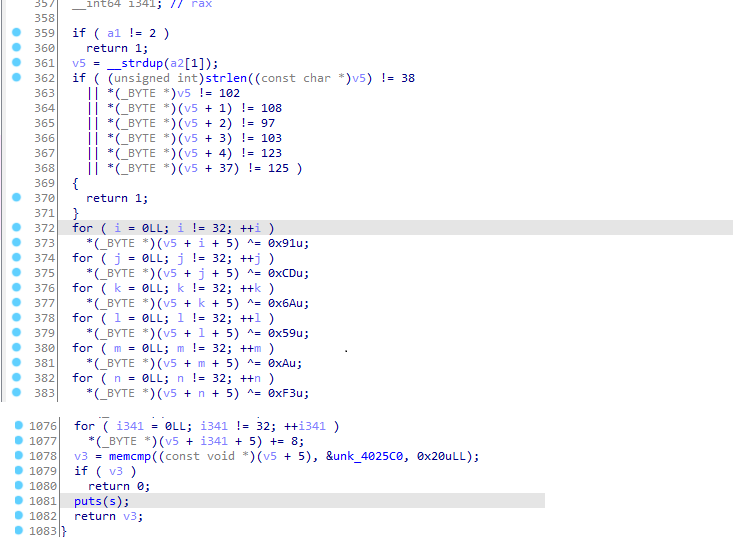 357 __int64 i341; // rax
358
359 if ( a1 != 2 )
360 return 1;
361 v5 = __strdup(a2[1]);
362 if ( (unsigned int)strlen((const char *)v5) != 38
363 || *(_BYTE *)v5 != 102
364 || *(_BYTE *)(v5 + 1) != 108
365 || *(_BYTE *)(v5 + 2) != 97
366 || *(_BYTE *)(v5 + 3) != 103
367 || *(_BYTE *)(v5 + 4) != 123
368 || *(_BYTE *)(v5 + 37) != 125 )
369 {
370 return 1;
371 }
372 for ( i = 0LL; i != 32; ++i )
373 *(_BYTE *)(v5 + i + 5) ^= 0x91u;
374 for ( j = 0LL; j != 32; ++j )
375 *(_BYTE *)(v5 + j + 5) ^= 0xCDu;
376 for ( k = 0LL; k != 32; ++k )
377 *(_BYTE *)(v5 + k + 5) ^= 0x6Au;
378 for ( l = 0LL; l != 32; ++l )
379 *(_BYTE *)(v5 + l + 5) ^= 0x59u;
380 for ( m = 0LL; m != 32; ++m )
381 *(_BYTE *)(v5 + m + 5) ^= 0xAu;
382 for ( n = 0LL; n != 32; ++n )
383 *(_BYTE *)(v5 + n + 5) ^= 0xF3u;
1076 for ( i341 = 0LL; i341 != 32; ++i341 )
1077 *(_BYTE *)(v5 + i341 + 5) += 8;
1078 v3 = memcmp((const void *)(v5 + 5), &unk_4025C0, 0x20uLL);
1079 if ( v3 )
1080 return 0;
1081 puts(s);
1082 return v3;
1083 }